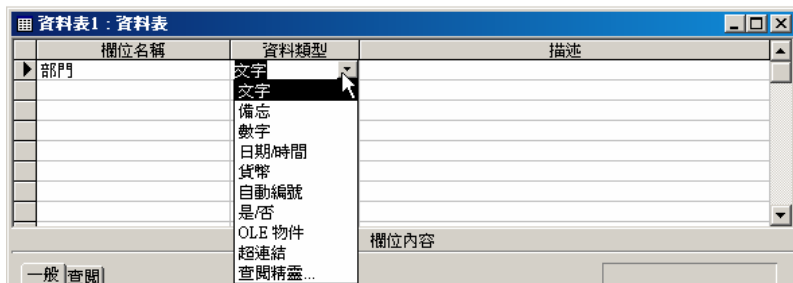 資料表1 : 資料表
欄位名稱 資料類型 描述
部門 文字
文字
備忘
數字
日期/時間
貨幣
自動編號
是/否
OLE 物件
超連結
查閱精靈...
欄位內容
一般 查閱